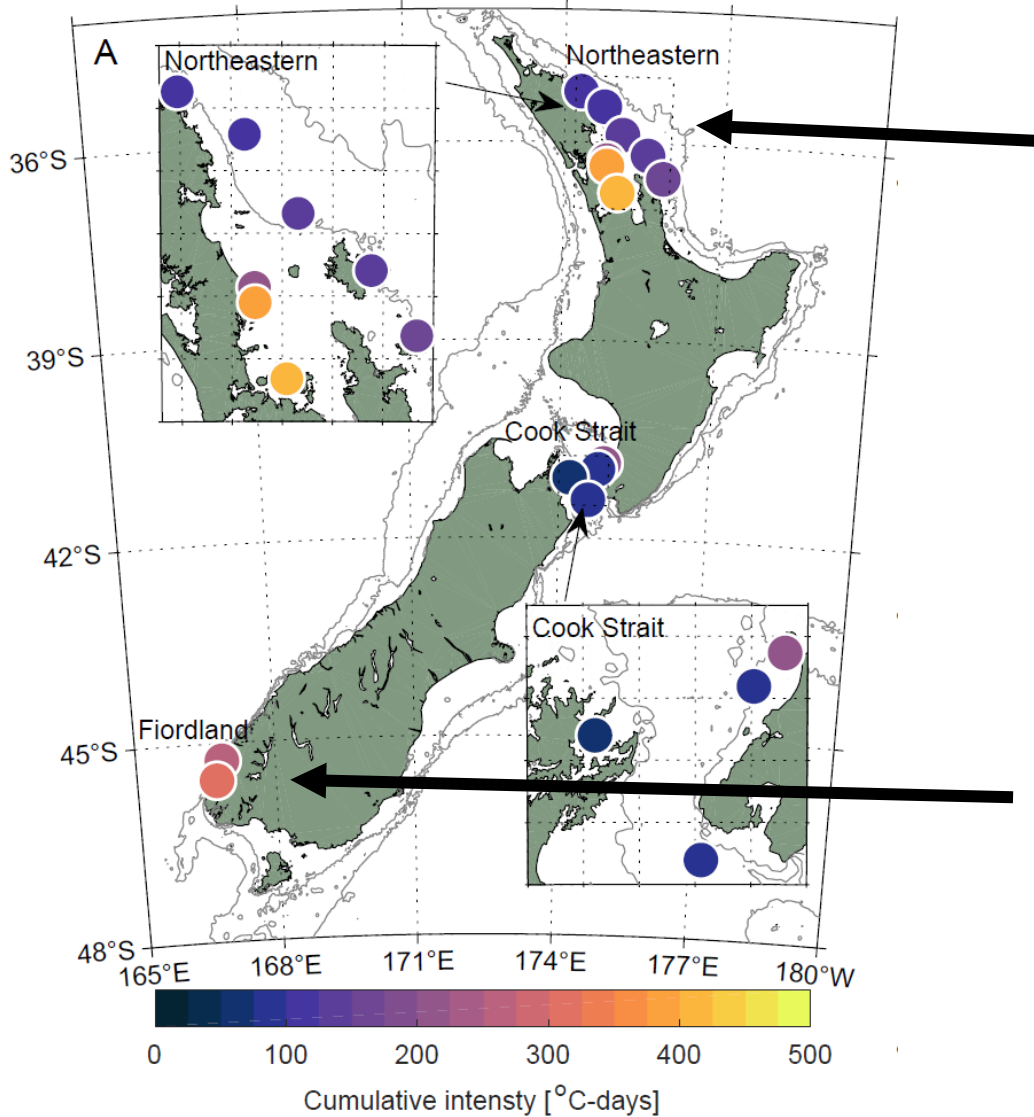 A
Northeastern
Northeastern
36°S
39°S
Cook Strait
42°S
Cook Strait
Fiordland
45°S
48°S
165°E 168°E 171°E 174°E 177°E 180°W
0 100 200 300 400 500
Cumulative intensty [°C-days]